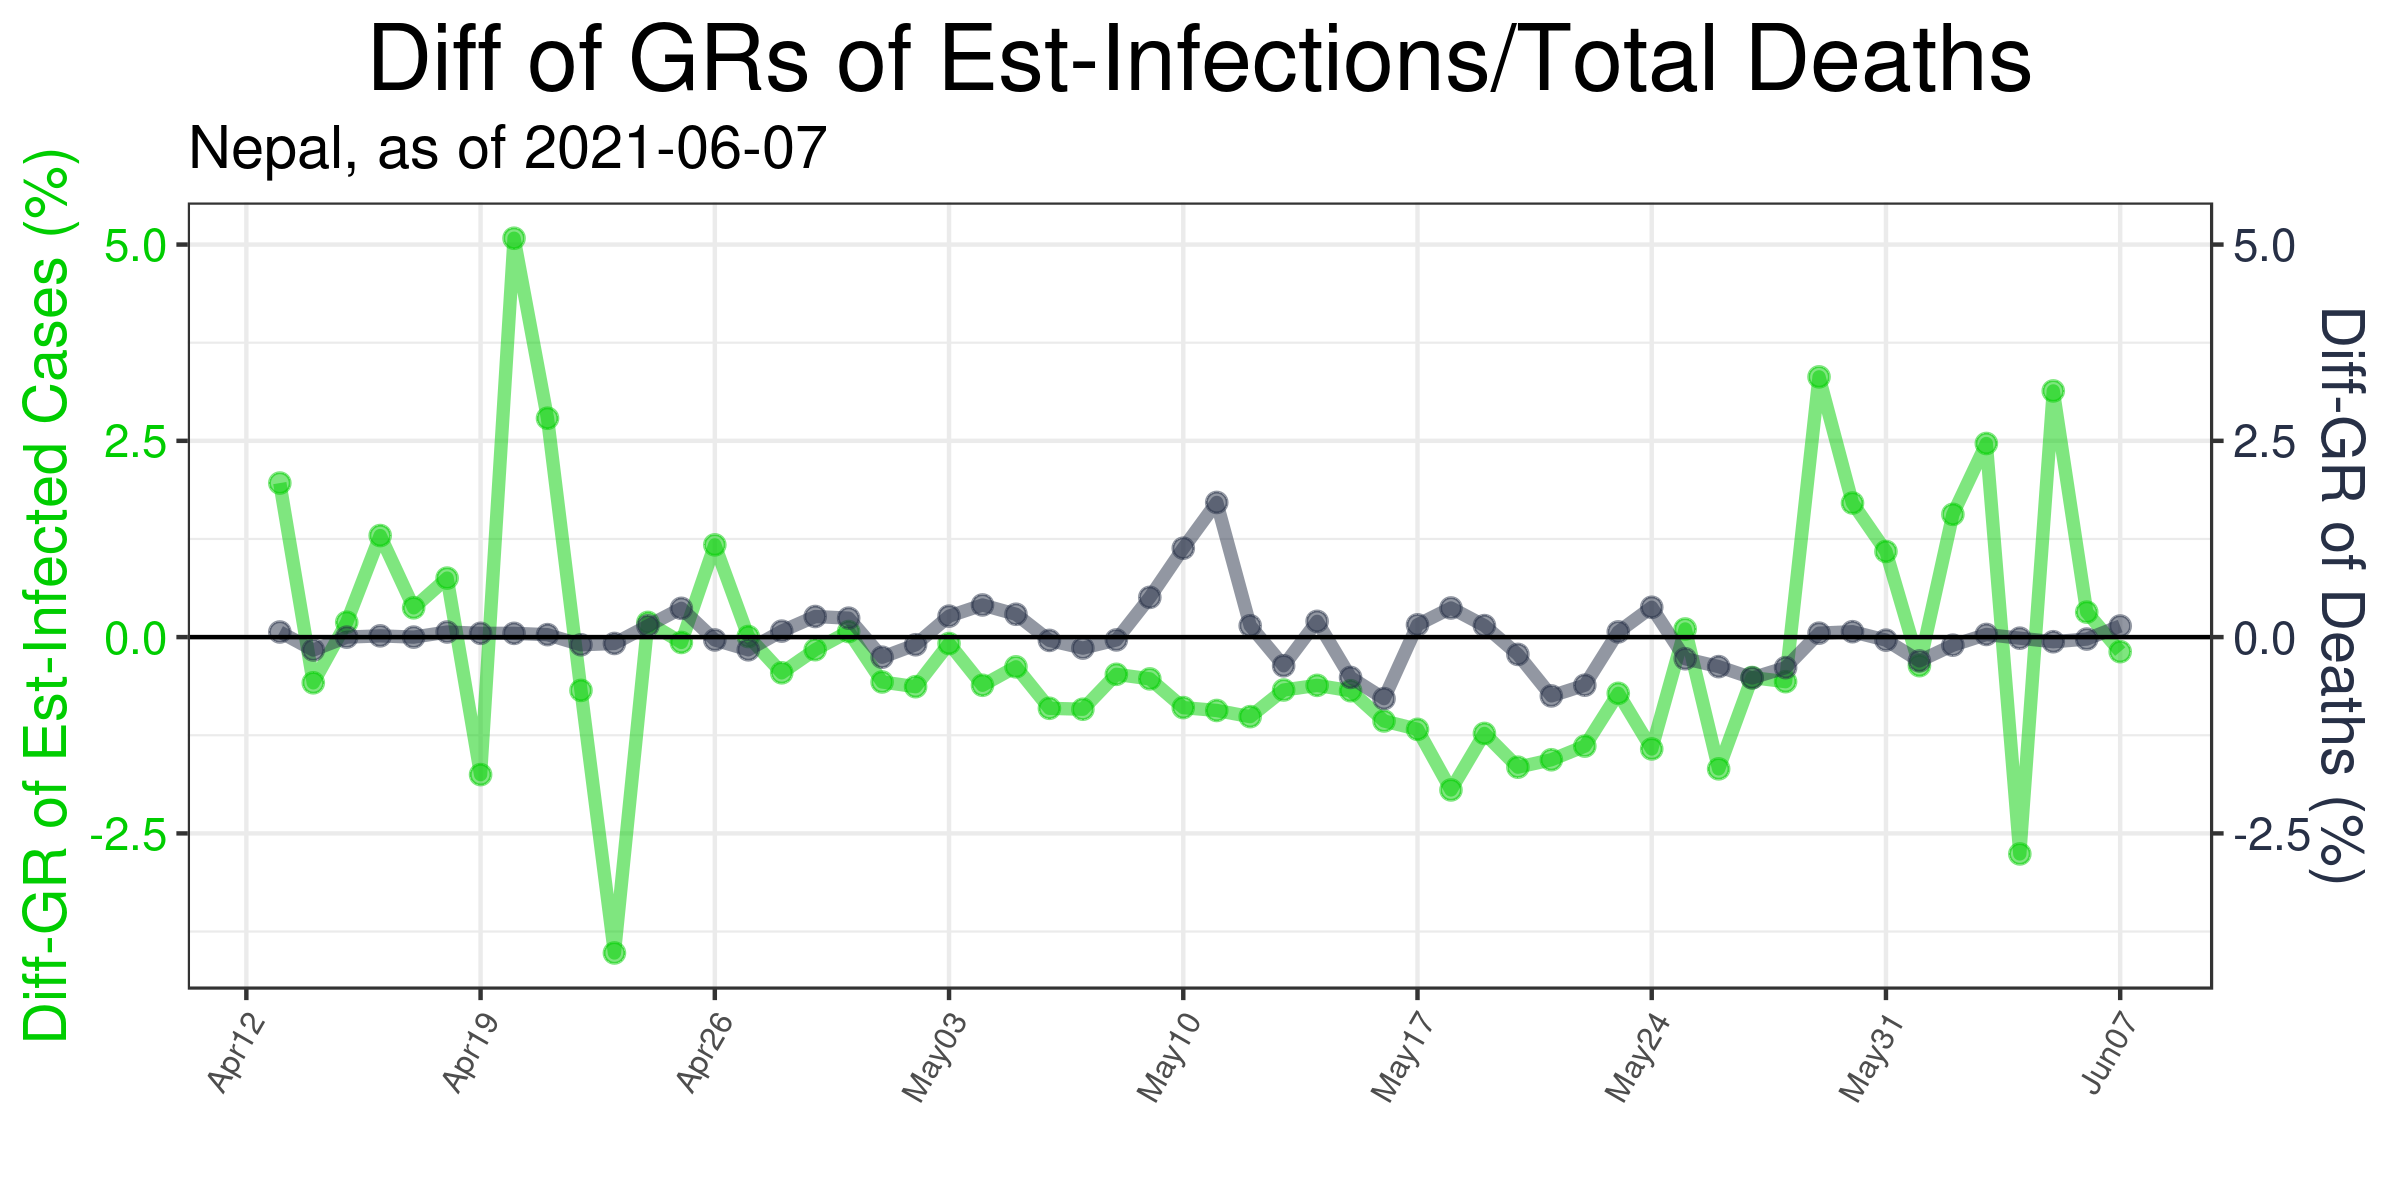 Diff of GRs of Est-Infections/Total Deaths
Nepal, as of 2021-06-07
Diff-GR of Est-Infected Cases (%)
5.0
2.5
0.0
-2.5
5.0
2.5
0.0
-2.5
Diff-GR of Deaths (%)
Apr12
Apr19
Apr26
May03
May10
May17
May24
May31
Jun07